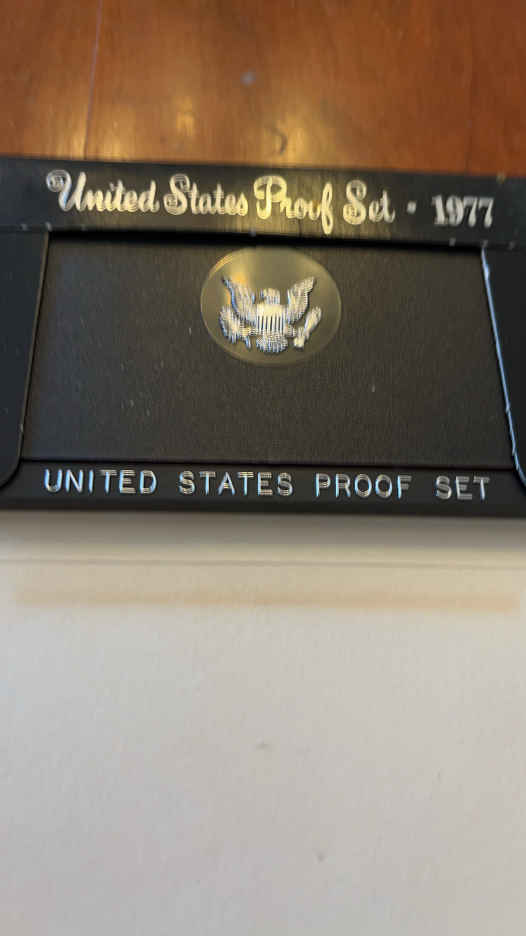 United States Proof Set • 1977
UNITED STATES PROOF SET